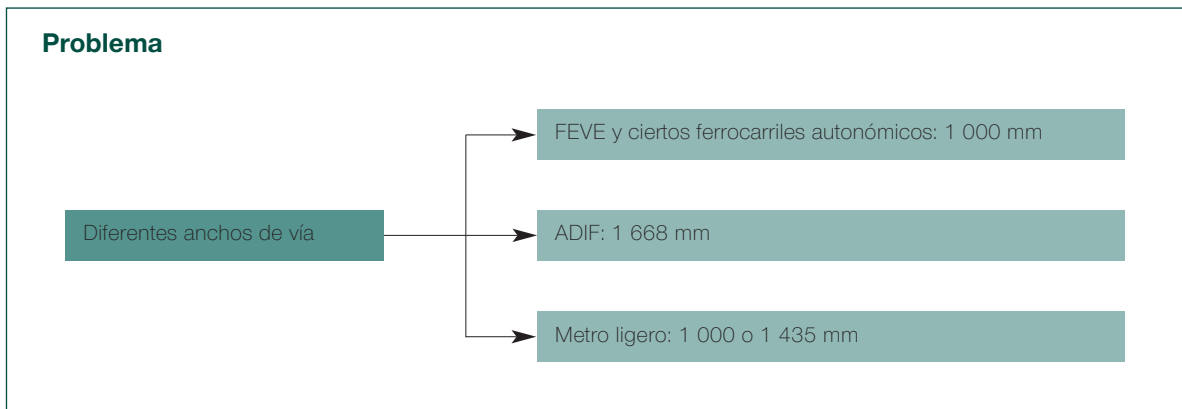 Problema
FEVE y ciertos ferrocarriles autonómicos: 1 000 mm
Diferentes anchos de vía
ADIF: 1 668 mm
Metro ligero: 1 000 o 1 435 mm